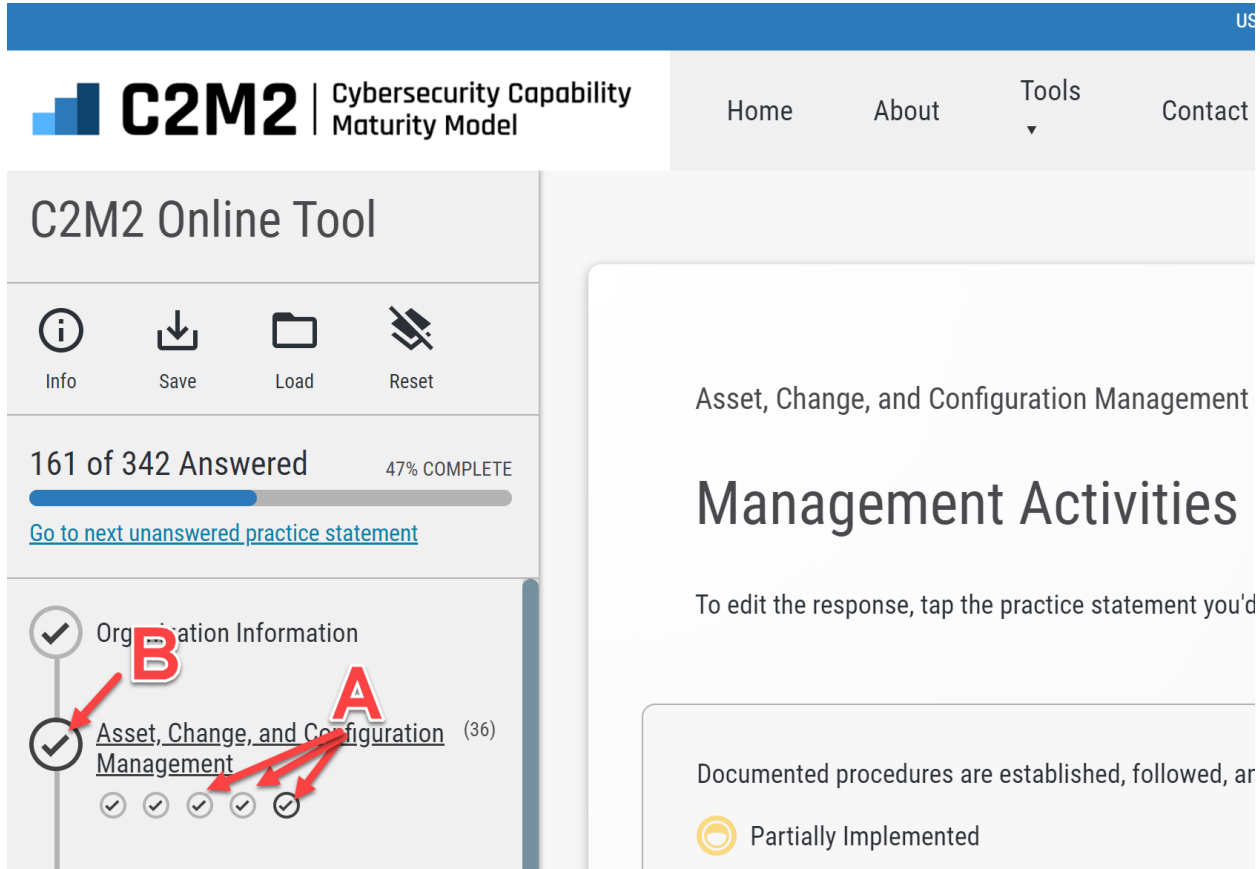 US
C2M2
Cybersecurity Capability
Maturity Model
Home
About
Tools
Contact
C2M2 Online Tool
Info
Save
Load
Reset
161 of 342 Answered
47% COMPLETE
Go to next unanswered practice statement
Organization Information
B
A
Asset, Change, and Configuration (36)
Management
Asset, Change, and Configuration Management
Management Activities
To edit the response, tap the practice statement you'd
Documented procedures are established, followed, an
Partially Implemented